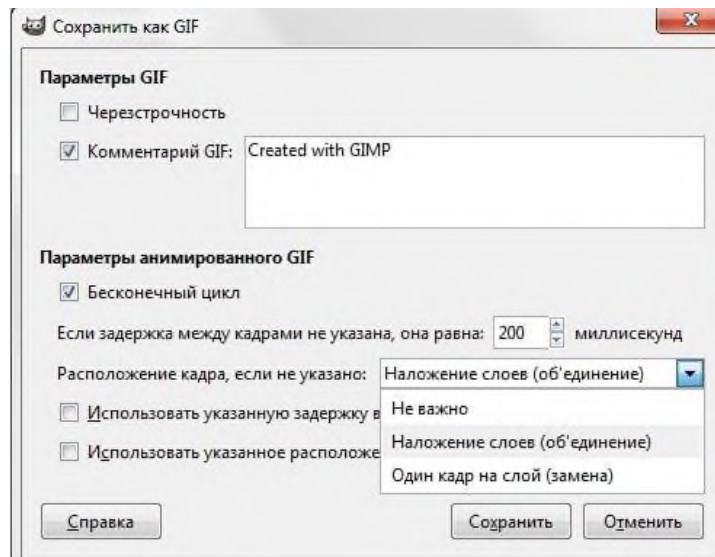 Сохранить как GIF
Параметры GIF
Черезстрочность
Комментарий GIF: Created with GIMP
Параметры анимированного GIF
Бесконечный цикл
Если задержка между кадрами не указана, она равна: 200 миллисекунд
Расположение кадра, если не указано: Наложение слоев (об'единение)
Не важно
Использовать указанную задержку в
Наложение слоев (об'единение)
Использовать указанное расположе
Один кадр на слой (замена)
Справка Сохранить Отменить